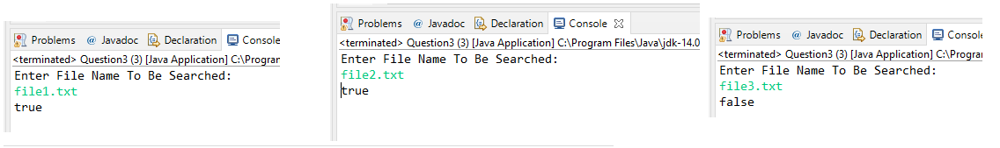 Problems @ Javadoc Declaration Console
<terminated> Question3 (3) [Java Application] C:\Program
Enter File Name To Be Searched:
file1.txt
true
Problems @ Javadoc Declaration Console
<terminated> Question3 (3) [Java Application] C:\Program Files\Java\jdk-14.0
Enter File Name To Be Searched:
file2.txt
true
Problems @ Javadoc Declaration Console
<terminated> Question3 (3) [Java Application] C:\Program
Enter File Name To Be Searched:
file3.txt
false